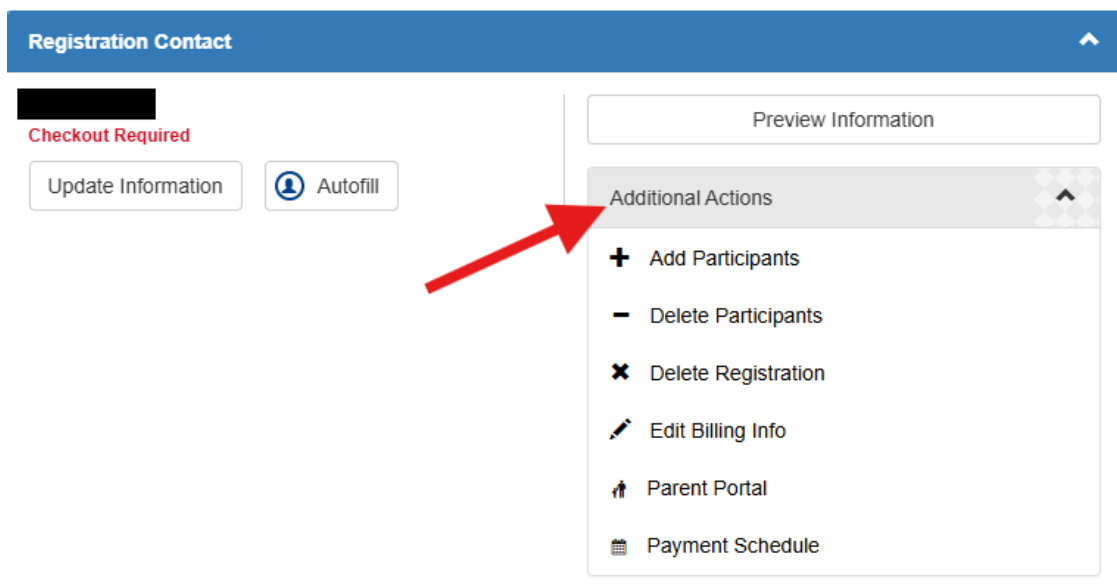 Registration Contact
Checkout Required
Update Information
Autofill
Preview Information
Additional Actions
Add Participants
Delete Participants
Delete Registration
Edit Billing Info
Parent Portal
Payment Schedule